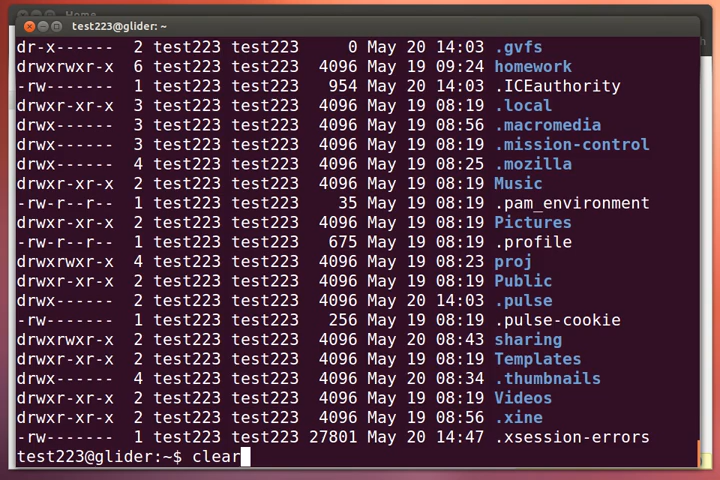 Home
test223@glider: ~
dr-x------ 2 test223 test223 0 May 20 14:03 .gvfs
drwxrwxr-x 6 test223 test223 4096 May 19 09:24 homework
-rw------- 1 test223 test223 954 May 20 14:03 .ICEauthority
drwxr-xr-x 3 test223 test223 4096 May 19 08:19 .local
drwx------ 3 test223 test223 4096 May 19 08:56 .macromedia
drwx------ 3 test223 test223 4096 May 19 08:19 .mission-control
drwx------ 4 test223 test223 4096 May 19 08:25 .mozilla
drwxr-xr-x 2 test223 test223 4096 May 19 08:19 Music
-rw-r--r-- 1 test223 test223 35 May 19 08:19 .pam_environment
drwxr-xr-x 2 test223 test223 4096 May 19 08:19 Pictures
-rw-r--r-- 1 test223 test223 675 May 19 08:19 .profile
drwxrwxr-x 4 test223 test223 4096 May 19 08:23 proj
drwxr-xr-x 2 test223 test223 4096 May 19 08:19 Public
drwx------ 2 test223 test223 4096 May 20 14:03 .pulse
-rw------- 1 test223 test223 256 May 19 08:19 .pulse-cookie
drwxrwxr-x 2 test223 test223 4096 May 20 08:43 sharing
drwxr-xr-x 2 test223 test223 4096 May 19 08:19 Templates
drwx------ 4 test223 test223 4096 May 20 08:34 .thumbnails
drwxr-xr-x 2 test223 test223 4096 May 19 08:19 Videos
drwxrwxr-x 2 test223 test223 4096 May 19 08:56 .xine
-rw------- 1 test223 test223 27801 May 20 14:47 .xsession-errors
test223@glider:~$ clear